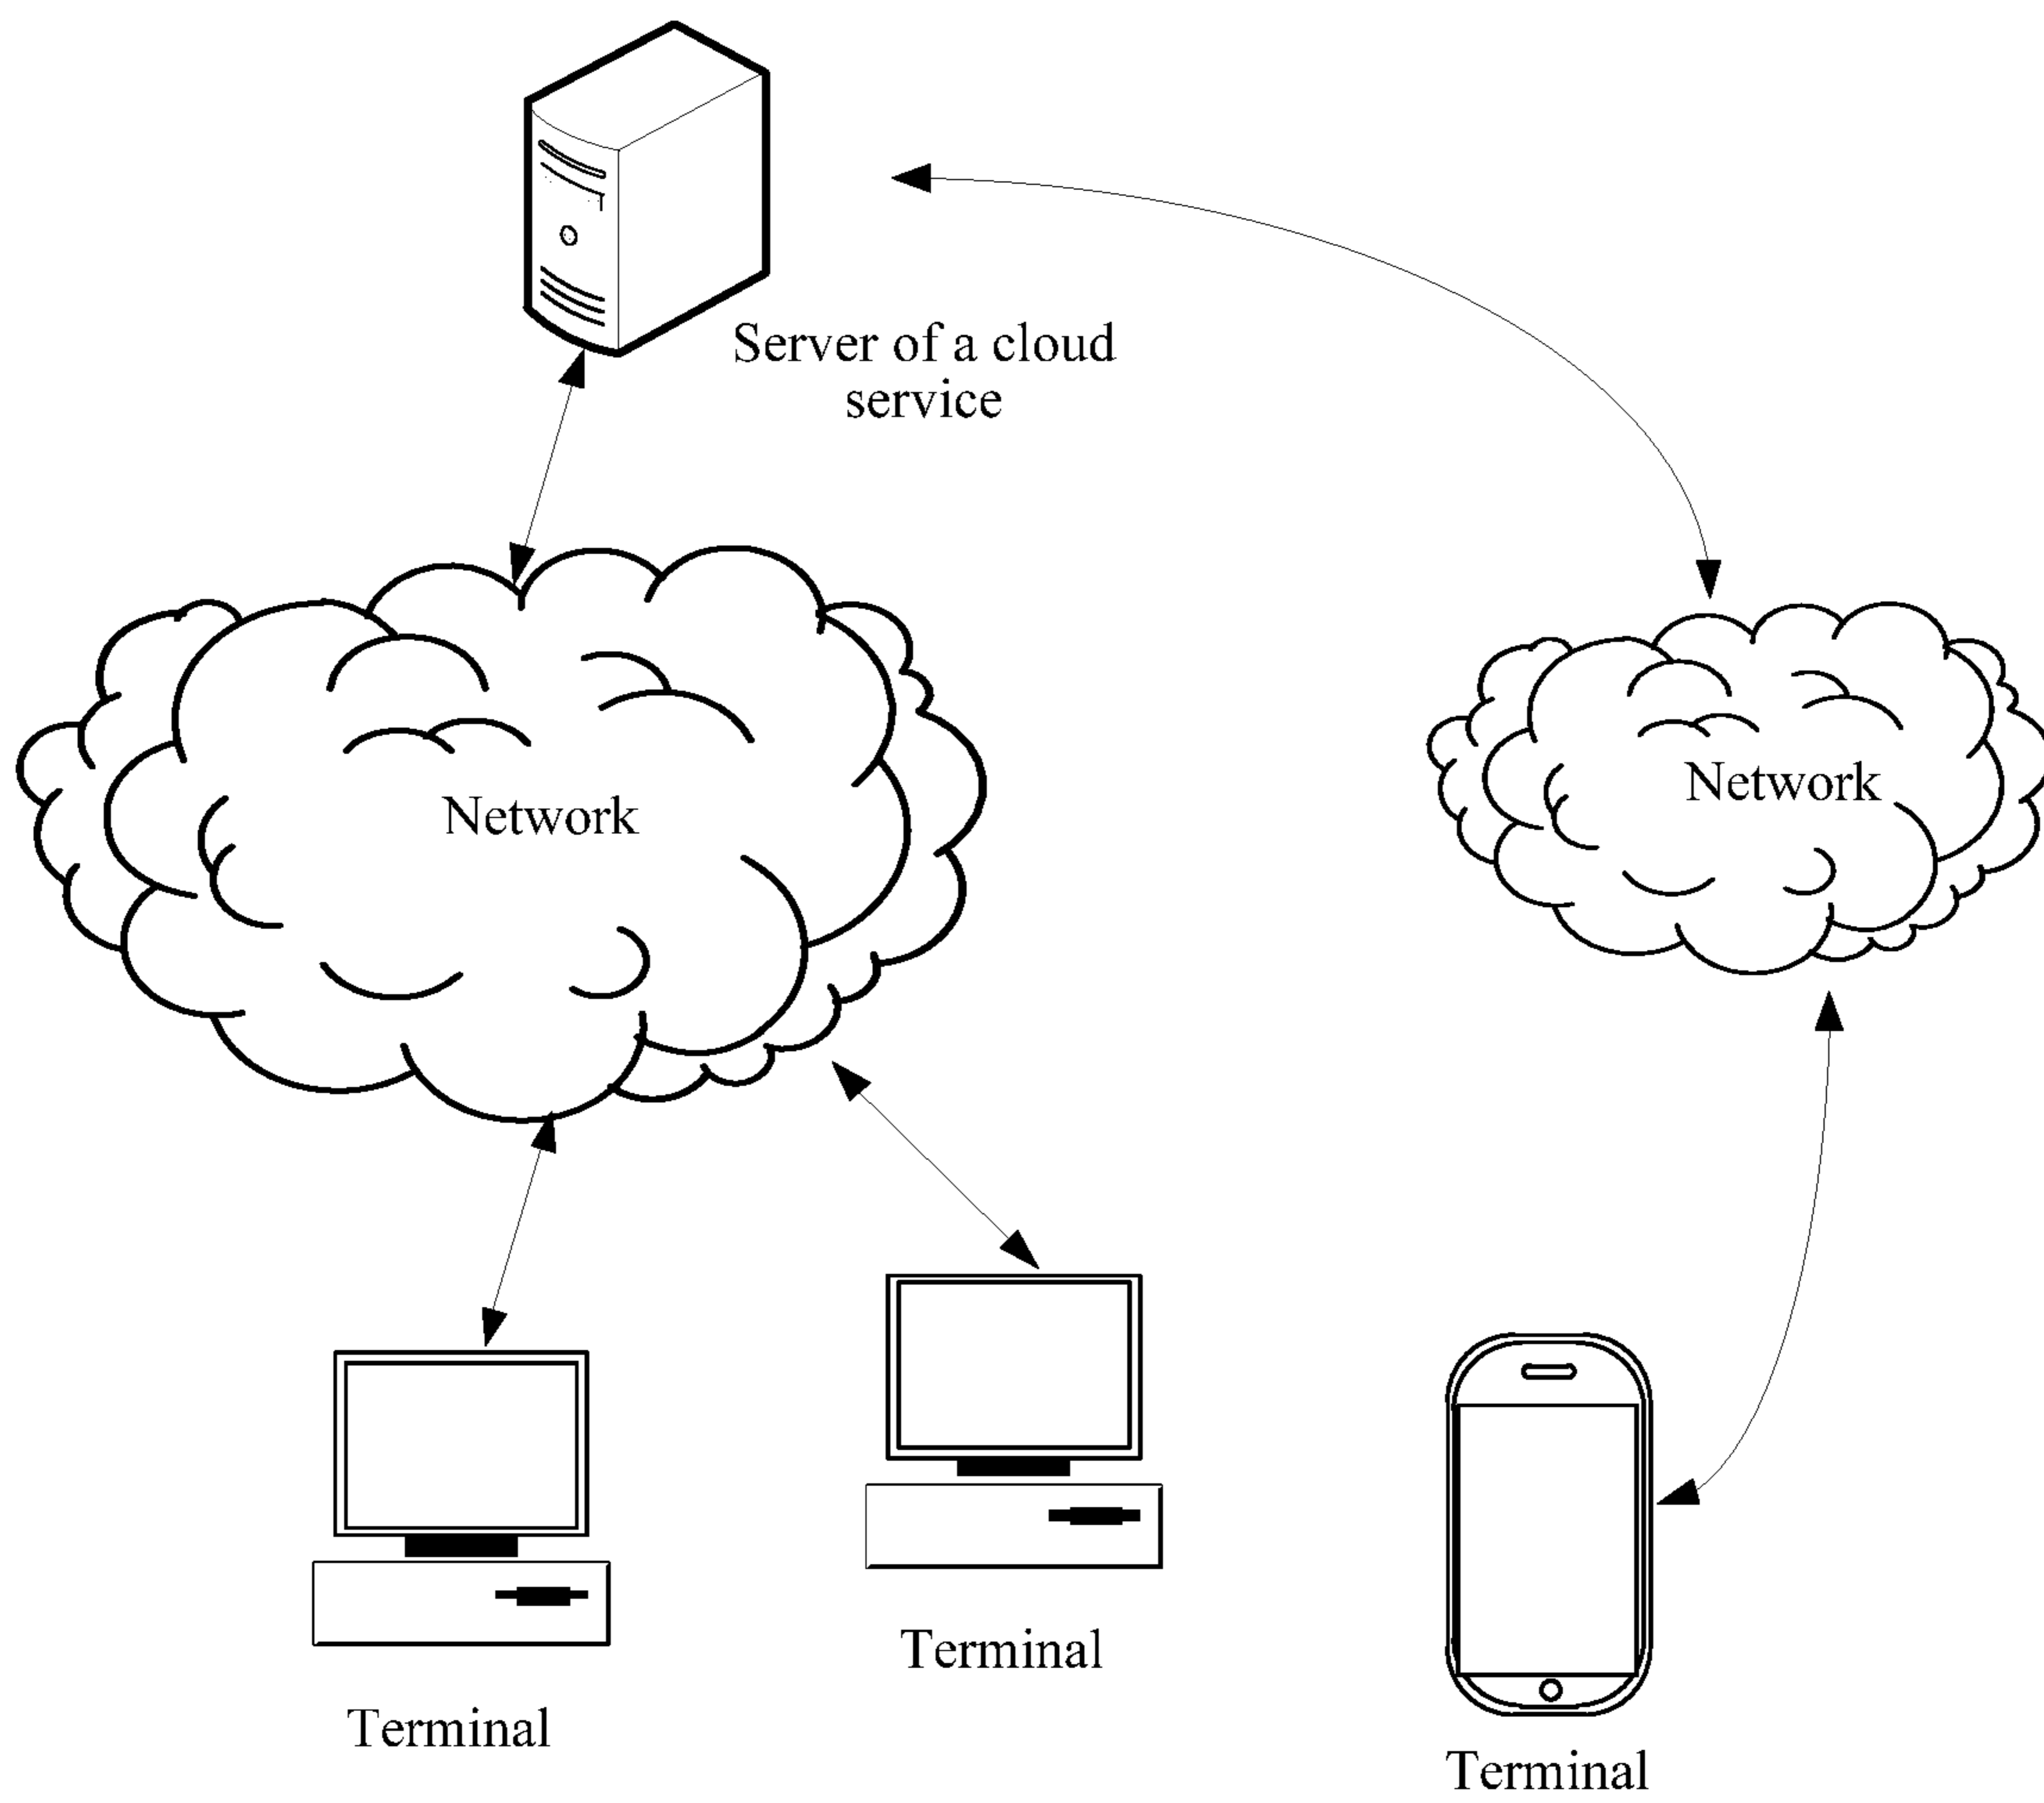 Server of a cloud
service
Network
Network
Terminal
Terminal
Terminal